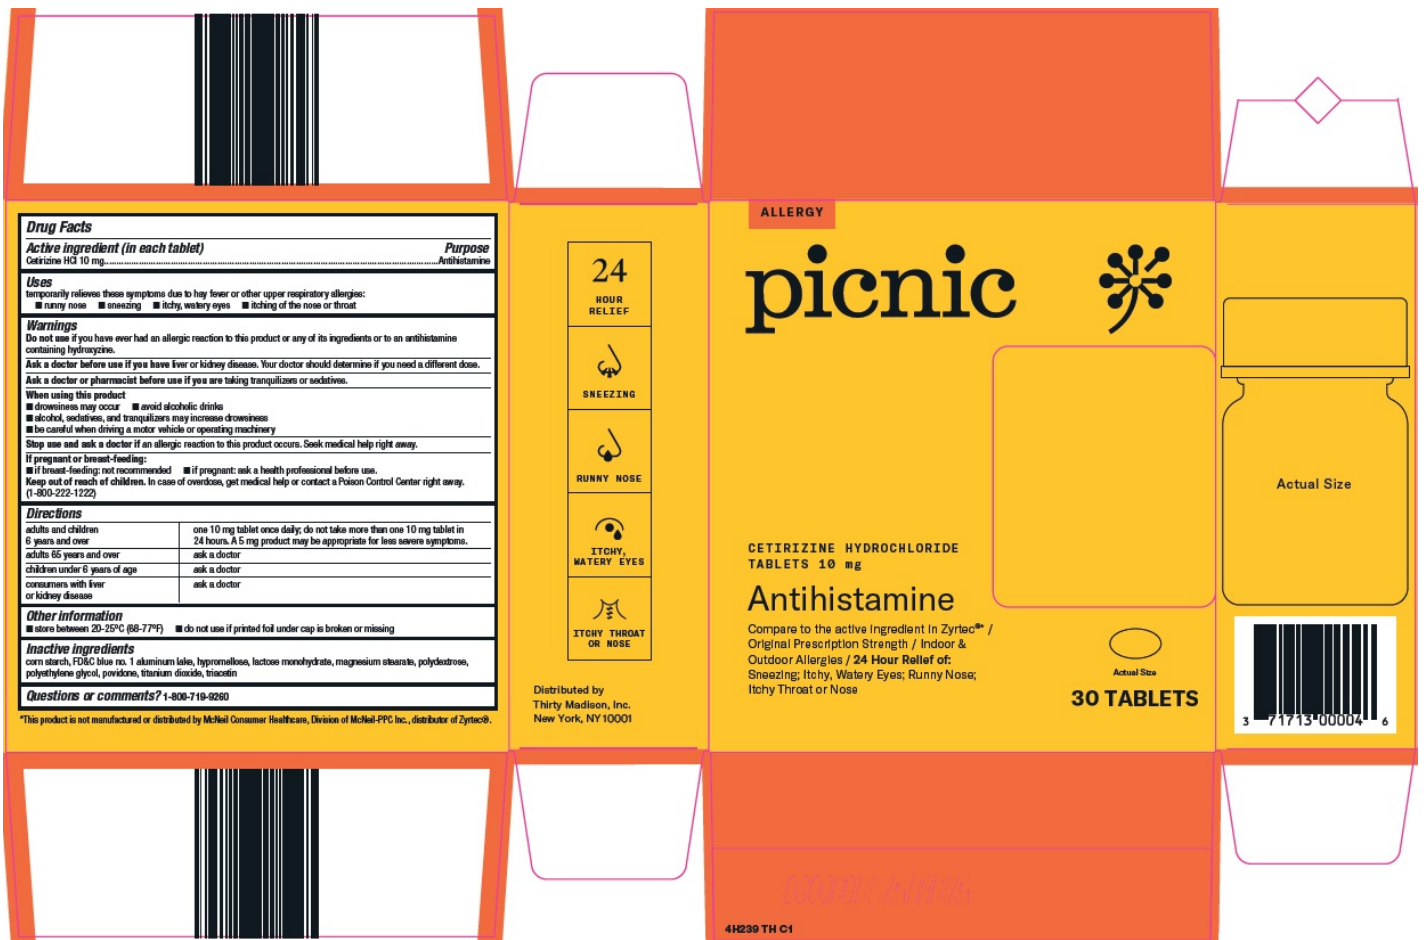 Drug Facts
Active ingredient (in each tablet) Purpose
Cetirizine HCl 10 mg Antihistamine
Uses
temporarily relieves these symptoms due to hay fever or other upper respiratory allergies:
■ runny nose ■ sneezing ■ itchy, watery eyes ■ itching of the nose or throat
Warnings
Do not use if you have ever had an allergic reaction to this product or any of its ingredients or to an antihistamine
containing hydroxyzine.
Ask a doctor before use if you have liver or kidney disease. Your doctor should determine if you need a different dose.
Ask a doctor or pharmacist before use if you are taking tranquilizers or sedatives.
When using this product
■ drowsiness may occur ■ avoid alcoholic drinks
■ alcohol, sedatives, and tranquilizers may increase drowsiness
■ be careful when driving a motor vehicle or operating machinery
Stop use and ask a doctor if an allergic reaction to this product occurs. Seek medical help right away.
If pregnant or breast-feeding:
■ if breast-feeding: not recommended ■ if pregnant: ask a health professional before use.
Keep out of reach of children. In case of overdose, get medical help or contact a Poison Control Center right away.
(1-800-222-1222)
Directions
adults and children one 10 mg tablet once daily; do not take more than one 10 mg tablet in
6 years and over 24 hours. A 5 mg product may be appropriate for less severe symptoms.
adults 65 years and over ask a doctor
children under 6 years of age ask a doctor
consumers with liver ask a doctor
or kidney disease
Other information
■ store between 20-25°C (68-77°F) ■ do not use if printed foil under cap is broken or missing
Inactive ingredients
corn starch, FD&C blue no. 1 aluminum lake, hypromellose, lactose monohydrate, magnesium stearate, polydextrose,
polyethylene glycol, povidone, titanium dioxide, triacetin
Questions or comments? 1-800-719-9260
*This product is not manufactured or distributed by McNeil Consumer Healthcare, Division of McNeil-PPC Inc., distributor of Zyrtec®.
24
HOUR
RELIEF
SNEEZING
RUNNY NOSE
ITCHY,
WATERY EYES
ITCHY THROAT
OR NOSE
Distributed by
Thirty Madison, Inc.
New York, NY 10001
ALLERGY
picnic
CETIRIZINE HYDROCHLORIDE
TABLETS 10 mg
Antihistamine
Compare to the active ingredient in Zyrtec®* /
Original Prescription Strength / Indoor &
Outdoor Allergies / 24 Hour Relief of:
Sneezing; Itchy, Watery Eyes; Runny Nose;
Itchy Throat or Nose
Actual Size
30 TABLETS
4H239 TH C1
Actual Size
3 71713 00004 6